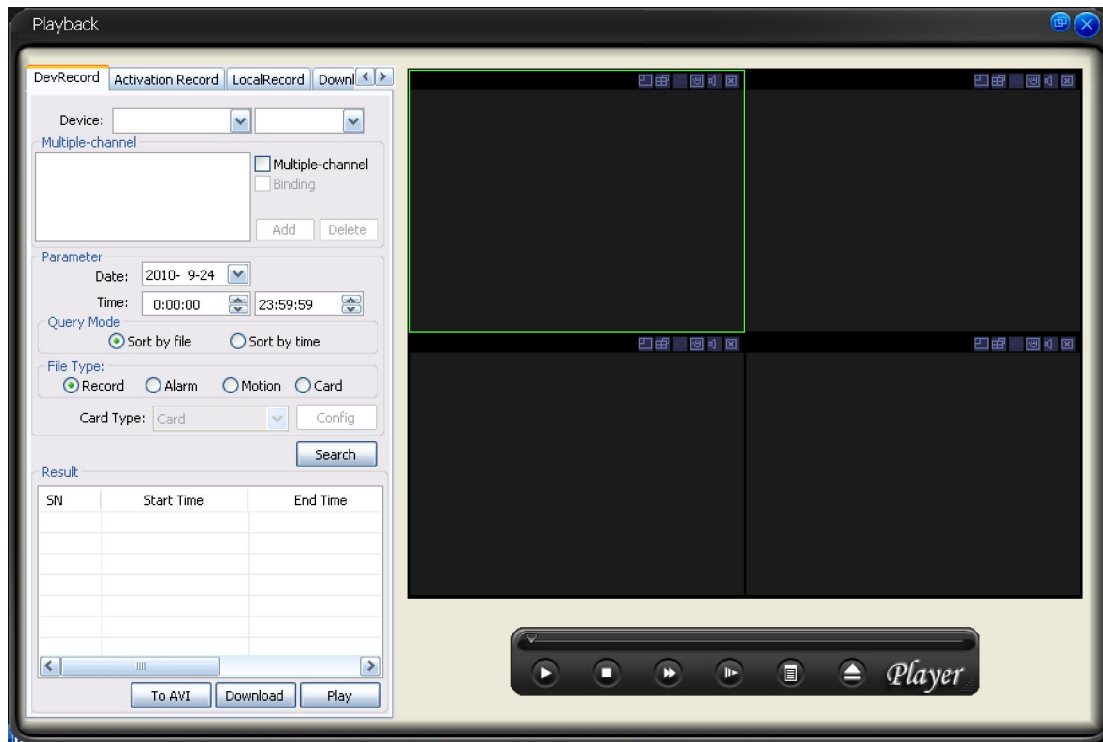 Playback
DevRecord Activation Record LocalRecord Downl
Device:
Multiple-channel
Multiple-channel
Binding
Add Delete
Parameter
Date: 2010- 9-24
Time: 0:00:00 23:59:59
Query Mode
Sort by file Sort by time
File Type:
Record Alarm Motion Card
Card Type: Card Config
Search
Result
SN Start Time End Time
To AVI Download Play
Player